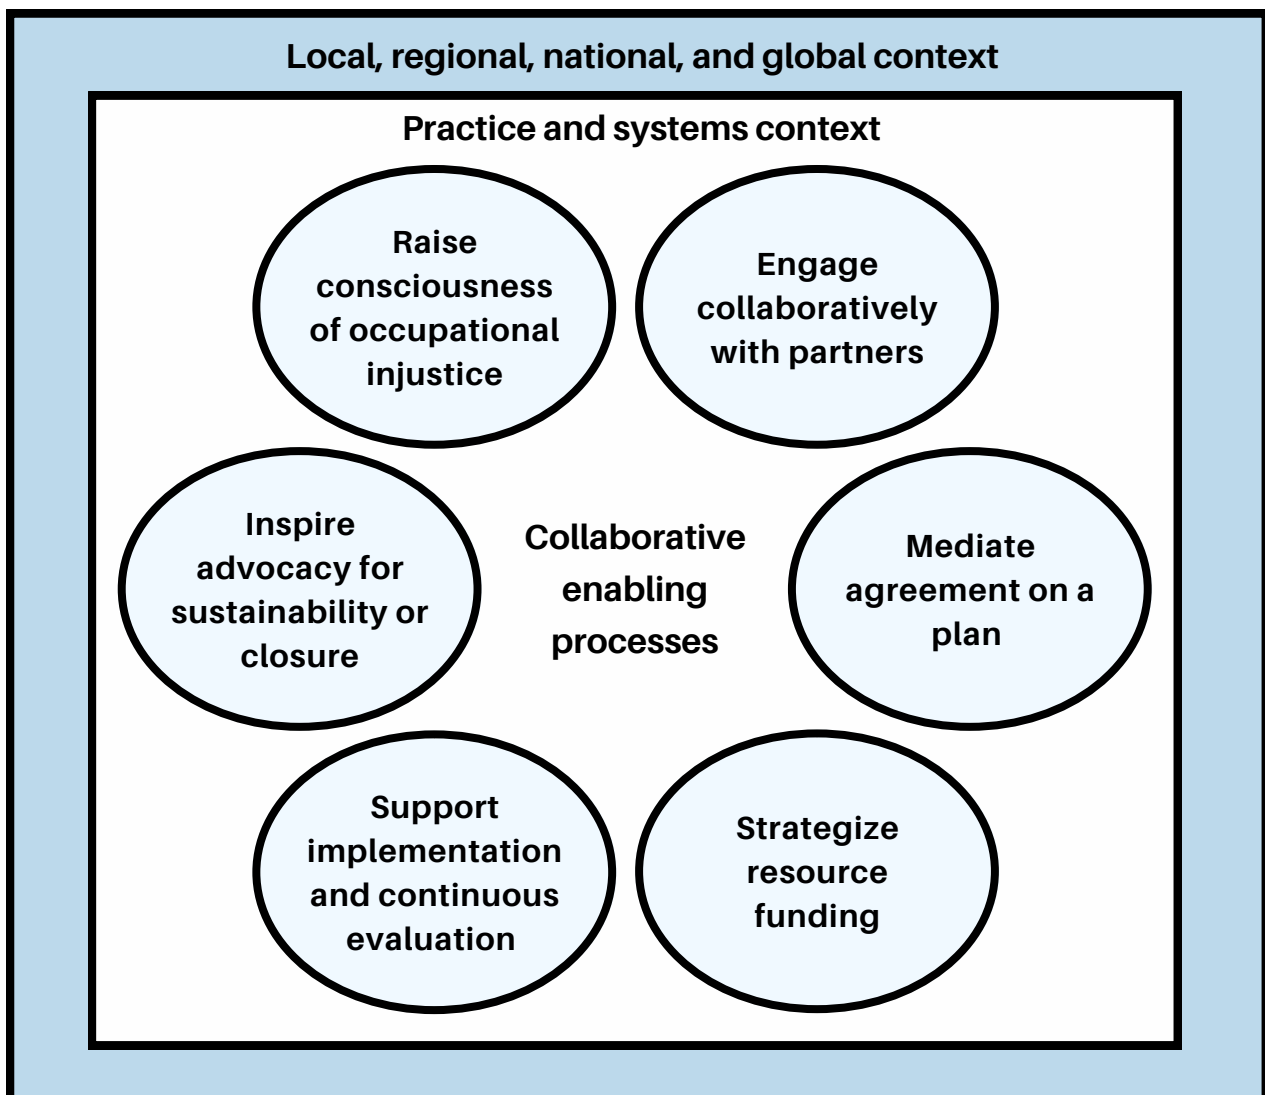 Local, regional, national, and global context
Practice and systems context
Raise
consciousness
of occupational
injustice
Engage
collaboratively
with partners
Inspire
advocacy for
sustainability or
closure
Collaborative
enabling
processes
Mediate
agreement on a
plan
Support
implementation
and continuous
evaluation
Strategize
resource
funding